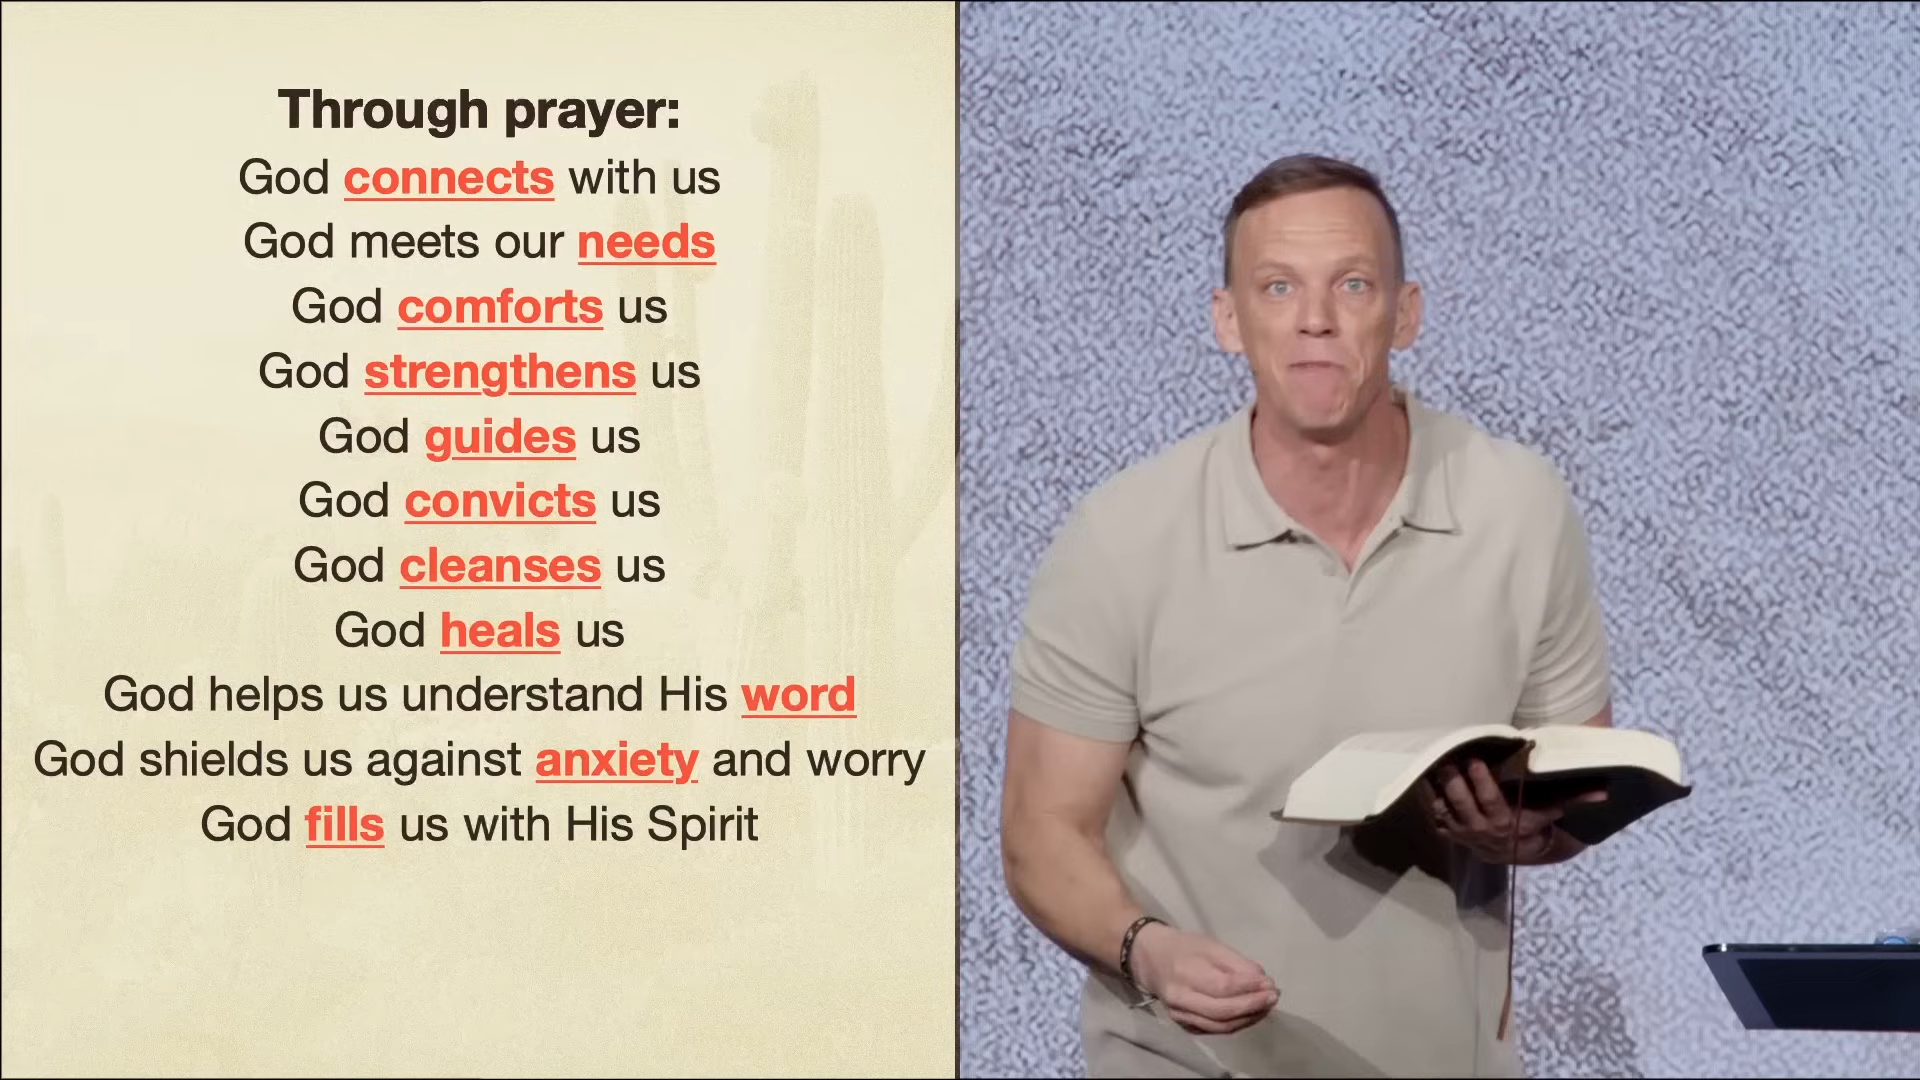 Through prayer:
God connects with us
God meets our needs
God comforts us
God strengthens us
God guides us
God convicts us
God cleanses us
God heals us
God helps us understand His word
God shields us against anxiety and worry
God fills us with His Spirit